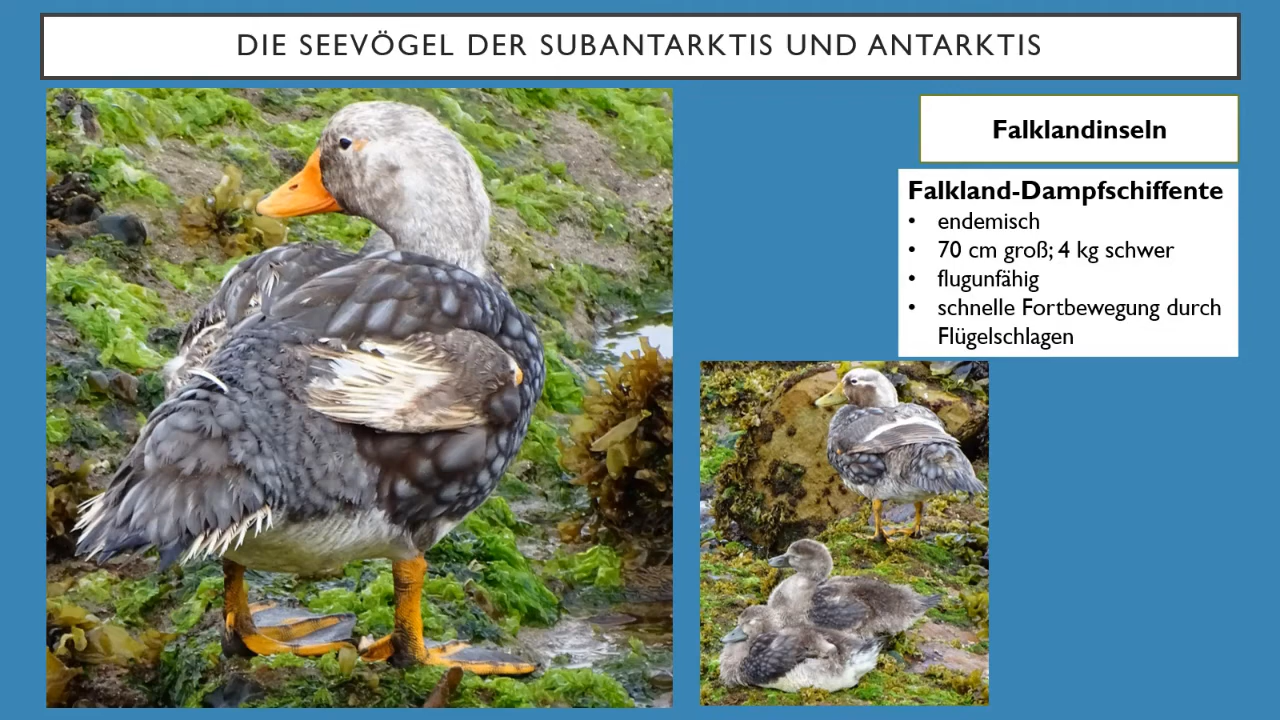 DIE SEEVÖGEL DER SUBANTARKTIS UND ANTARKTIS
Falklandinseln
Falkland-Dampfschiffente
• endemisch
• 70 cm groß; 4 kg schwer
• flugunfähig
• schnelle Fortbewegung durch
Flügelschlagen